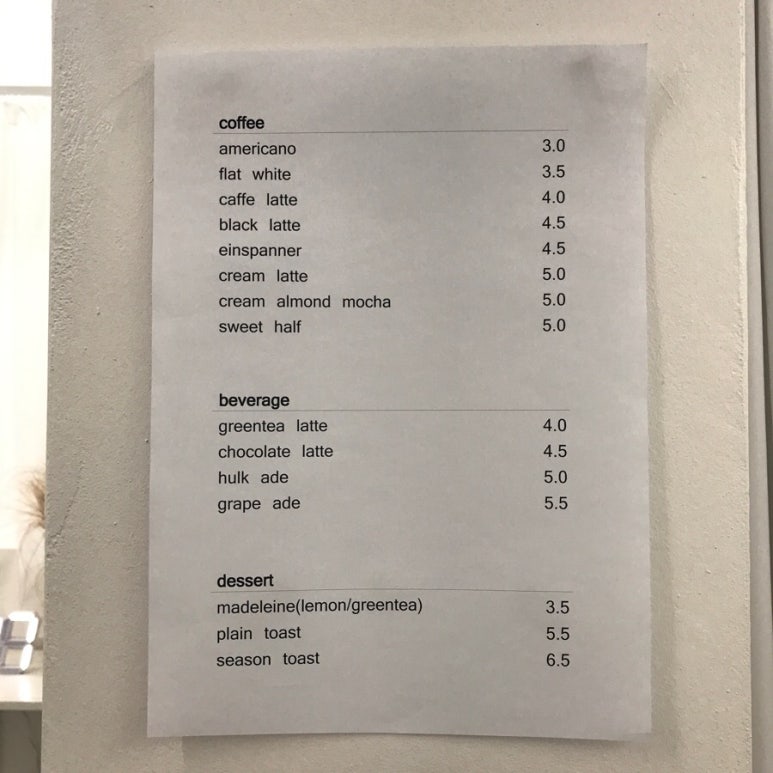 coffee
americano 3.0
flat white 3.5
caffe latte 4.0
black latte 4.5
einspanner 4.5
cream latte 5.0
cream almond mocha 5.0
sweet half 5.0
beverage
greentea latte 4.0
chocolate latte 4.5
hulk ade 5.0
grape ade 5.5
dessert
madeleine(lemon/greentea) 3.5
plain toast 5.5
season toast 6.5